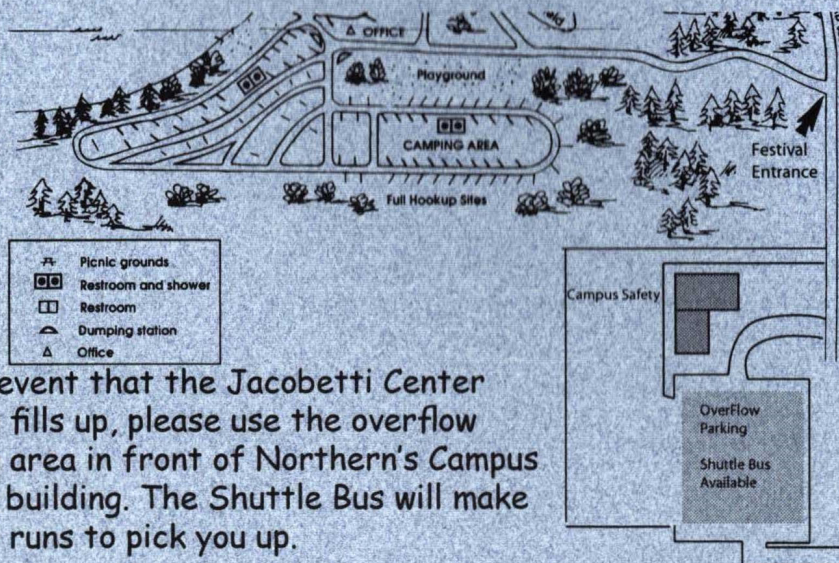 OFFICE
Playground
CAMPING AREA
Festival
Entrance
Full Hookup Sites
Picnic grounds
Restroom and shower
Restroom
Dumping station
Office
Campus Safety
OverFlow
Parking
Shuttle Bus
Available
event that the Jacobetti Center
fills up, please use the overflow
area in front of Northern's Campus
building. The Shuttle Bus will make
runs to pick you up.